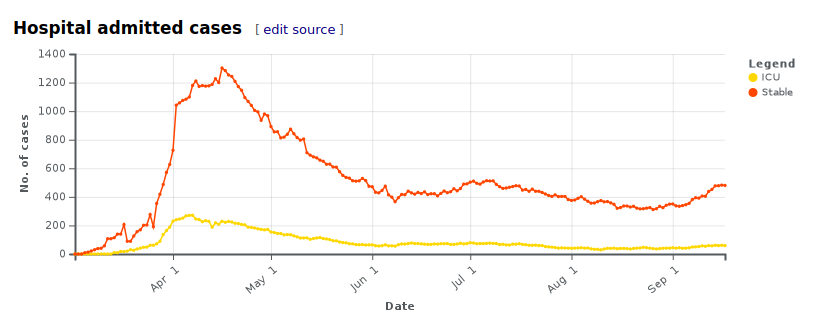 Hospital admitted cases [ edit source ]
1400
1200
1000
800
600
400
200
0
No. of cases
Apr 1
May 1
Jun 1
Jul 1
Aug 1
Sep 1
Date
Legend
ICU
Stable